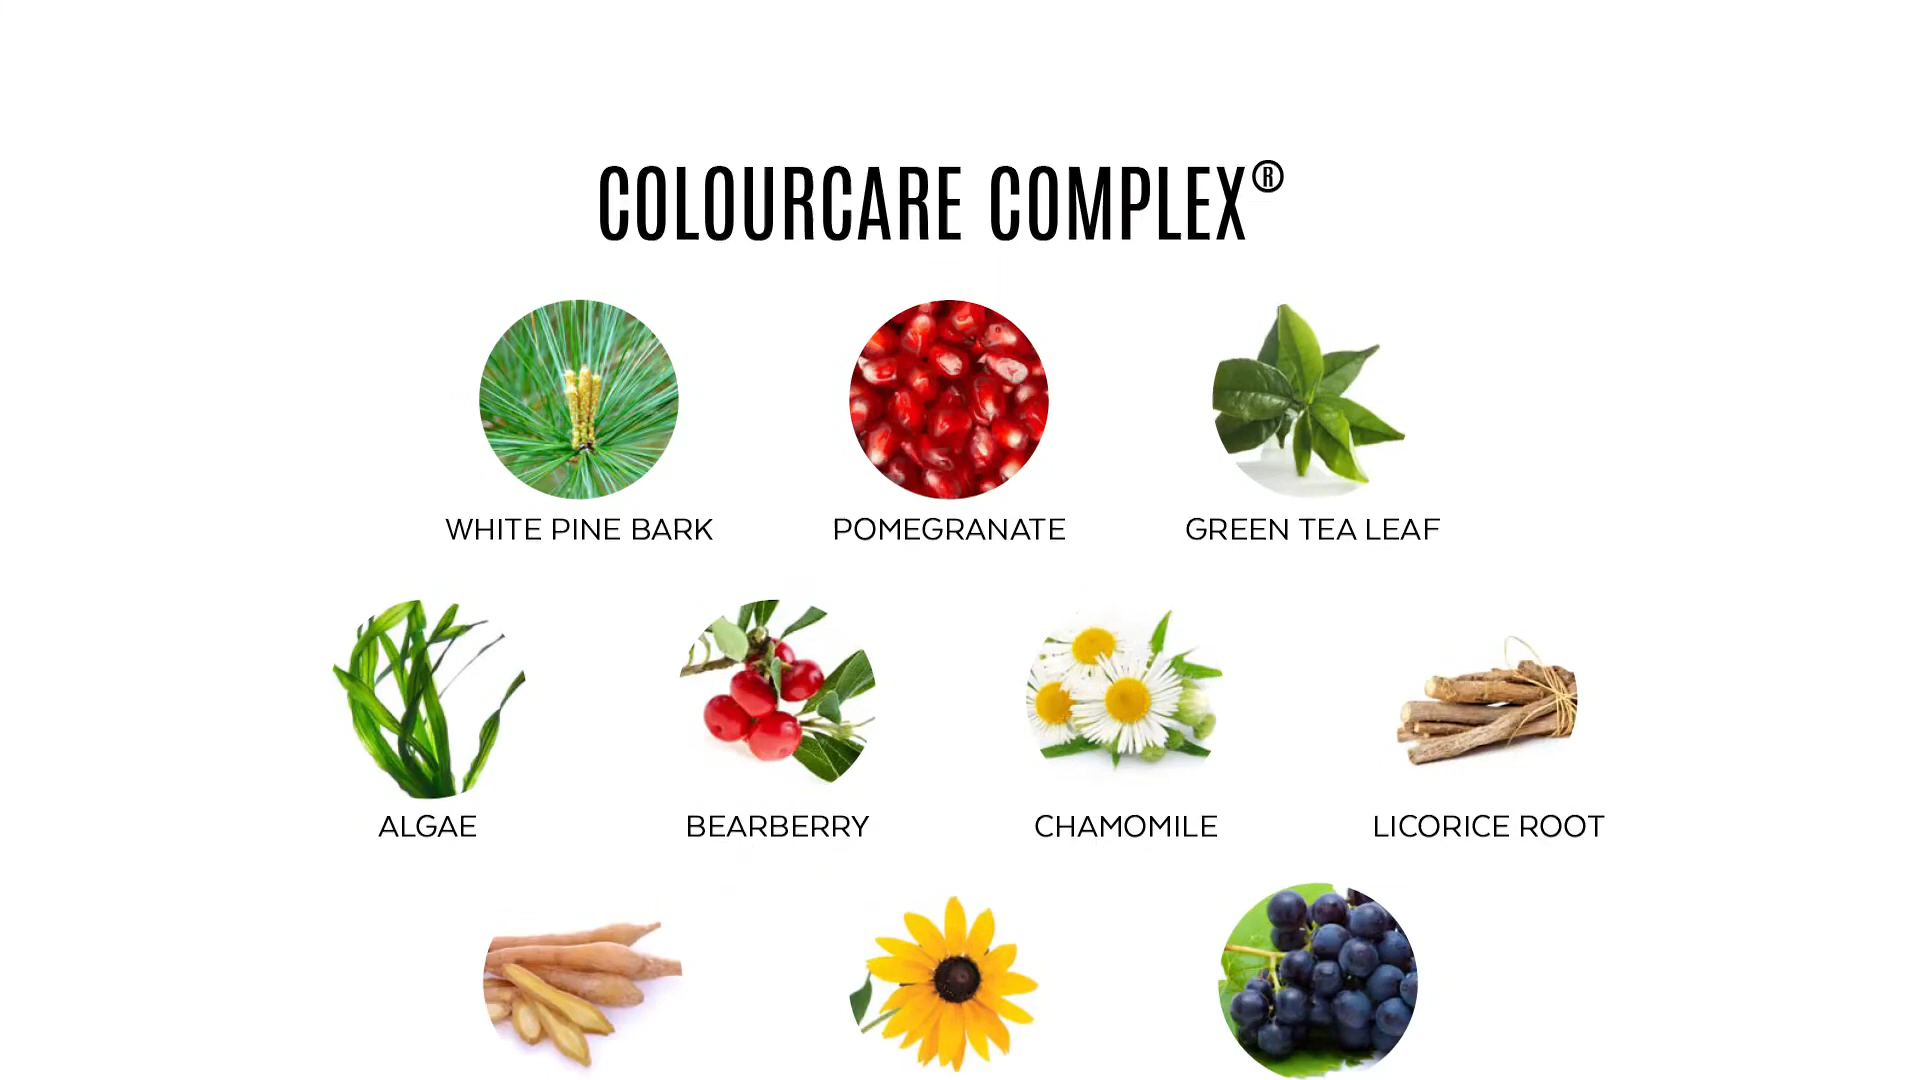 COLOURCARE COMPLEX®
WHITE PINE BARK
POMEGRANATE
GREEN TEA LEAF
ALGAE
BEARBERRY
CHAMOMILE
LICORICE ROOT